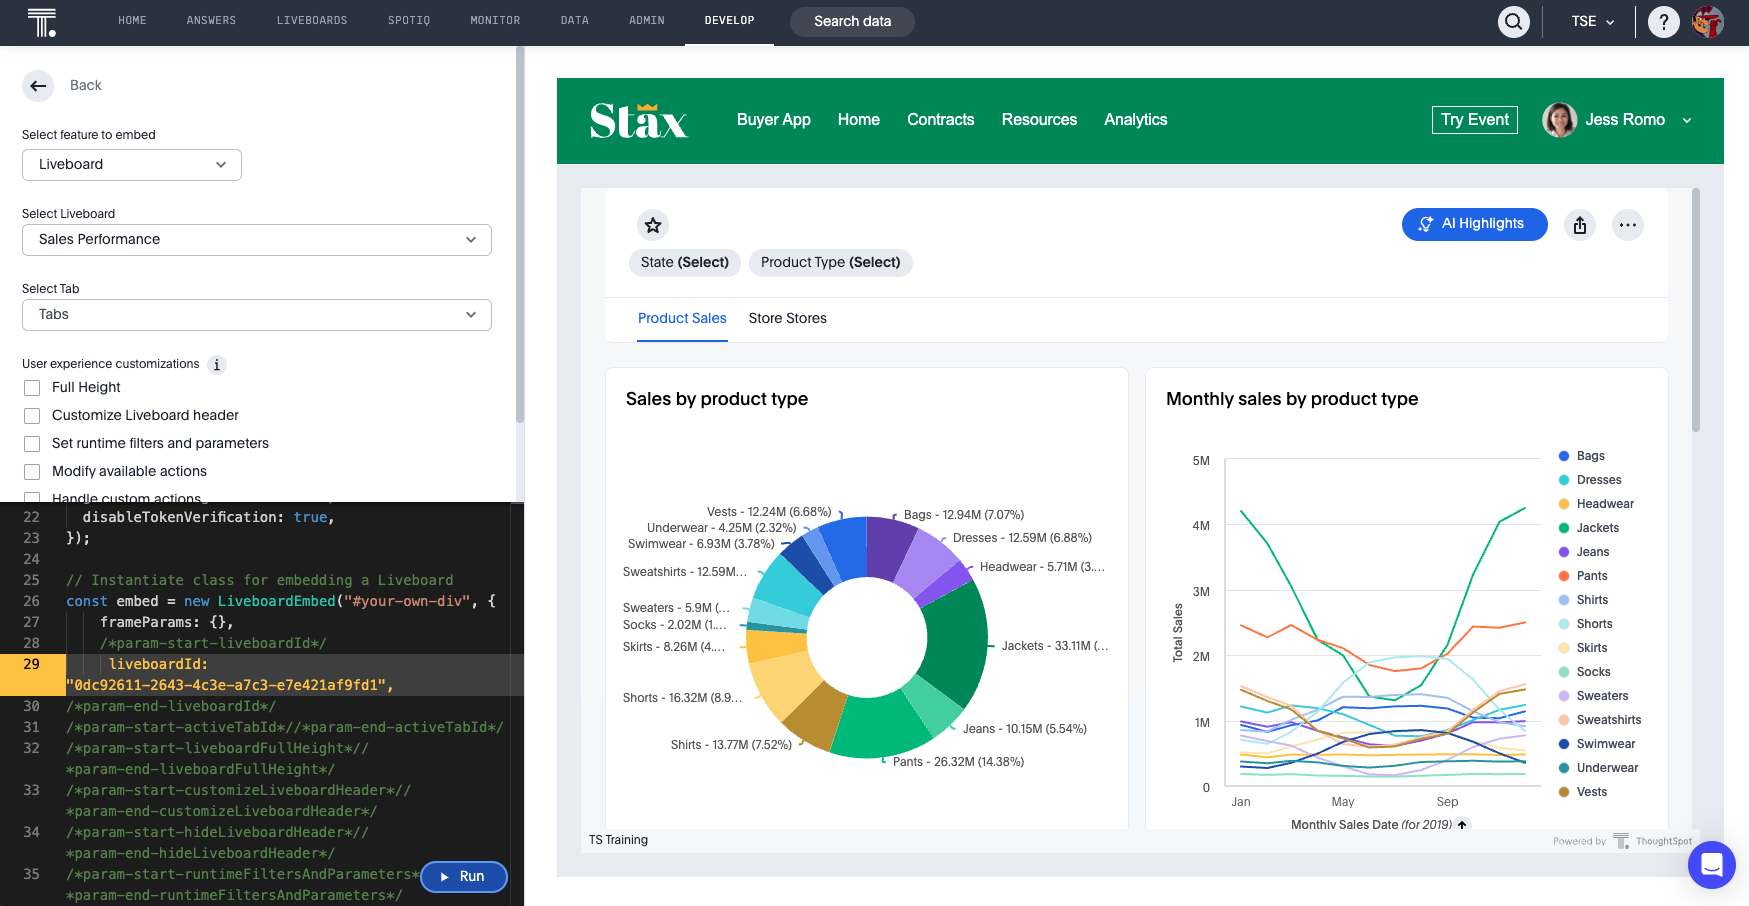 T. HOME ANSWERS LIVEBOARDS SPOTIQ MONITOR DATA ADMIN DEVELOP Search data TSE ?
Back
Select feature to embed
Liveboard
Select Liveboard
Sales Performance
Select Tab
Tabs
User experience customizations i
Full Height
Customize Liveboard header
Set runtime filters and parameters
Modify available actions
Handle custom actions
22 disableTokenVerification: true,
23 });
24
25 // Instantiate class for embedding a Liveboard
26 const embed = new LiveboardEmbed("#your-own-div", {
27 frameParams: {},
28 /*param-start-liveboardId*/
29 liveboardId:
"0dc92611-2643-4c3e-a7c3-e7e421af9fd1",
30 /*param-end-liveboardId*/
31 /*param-start-activeTabId*//*param-end-activeTabId*/
32 /*param-start-liveboardFullHeight*//
*param-end-liveboardFullHeight*/
33 /*param-start-customizeLiveboardHeader*//
*param-end-customizeLiveboardHeader*/
34 /*param-start-hideLiveboardHeader*//
*param-end-hideLiveboardHeader*/
35 /*param-start-runtimeFiltersAndParameters*
*param-end-runtimeFiltersAndParameters*/
Run
Stax Buyer App Home Contracts Resources Analytics Try Event Jess Romo
AI Highlights
State (Select) Product Type (Select)
Product Sales Store Stores
Sales by product type
Vests - 12.24M (6.68%)
Bags - 12.94M (7.07%)
Underwear - 4.25M (2.32%)
Dresses - 12.59M (6.88%)
Swimwear - 6.93M (3.78%)
Headwear - 5.71M (3....
Sweatshirts - 12.59M...
Sweaters - 5.9M (...
Socks - 2.02M (1....
Skirts - 8.26M (4....
Jackets - 33.11M (...
Shorts - 16.32M (8.9...
Jeans - 10.15M (5.54%)
Shirts - 13.77M (7.52%)
Pants - 26.32M (14.38%)
Monthly sales by product type
Total Sales
5M
4M
3M
2M
1M
0
Jan May Sep
Monthly Sales Date (for 2019)
Bags
Dresses
Headwear
Jackets
Jeans
Pants
Shirts
Shorts
Skirts
Socks
Sweaters
Sweatshirts
Swimwear
Underwear
Vests
TS Training
Powered by T. ThoughtSpot